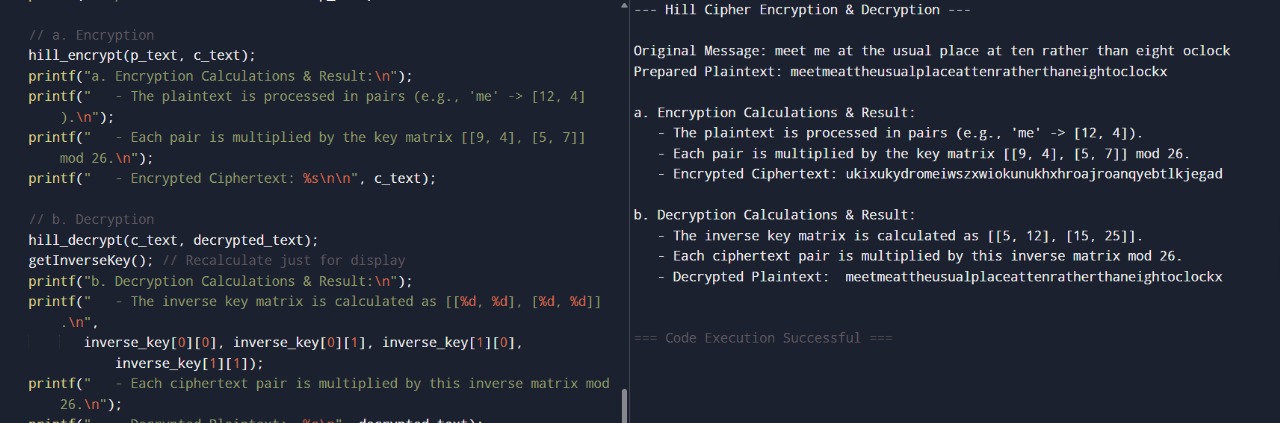 // a. Encryption
hill_encrypt(p_text, c_text);
printf("a. Encryption Calculations & Result:\n");
printf("   - The plaintext is processed in pairs (e.g., 'me' -> [12, 4]
).\n");
printf("   - Each pair is multiplied by the key matrix [[9, 4], [5, 7]]
mod 26.\n");
printf("   - Encrypted Ciphertext: %s\n\n", c_text);
// b. Decryption
hill_decrypt(c_text, decrypted_text);
getInverseKey(); // Recalculate just for display
printf("b. Decryption Calculations & Result:\n");
printf("   - The inverse key matrix is calculated as [[%d, %d], [%d, %d]]
.\n",
inverse_key[0][0], inverse_key[0][1], inverse_key[1][0],
inverse_key[1][1]);
printf("   - Each ciphertext pair is multiplied by this inverse matrix mod
26.\n");
printf("   - Decrypted Plaintext:  %s\n", decrypted_text);
--- Hill Cipher Encryption & Decryption ---
Original Message: meet me at the usual place at ten rather than eight oclock
Prepared Plaintext: meetmeattheusualplaceattenratherthaneightoclockx
a. Encryption Calculations & Result:
   - The plaintext is processed in pairs (e.g., 'me' -> [12, 4]).
   - Each pair is multiplied by the key matrix [[9, 4], [5, 7]] mod 26.
   - Encrypted Ciphertext: ukixukydromeiwszxwiokunukhxhroajroanqyebtlkjegad
b. Decryption Calculations & Result:
   - The inverse key matrix is calculated as [[5, 12], [15, 25]].
   - Each ciphertext pair is multiplied by this inverse matrix mod 26.
   - Decrypted Plaintext:  meetmeattheusualplaceattenratherthaneightoclockx
=== Code Execution Successful ===